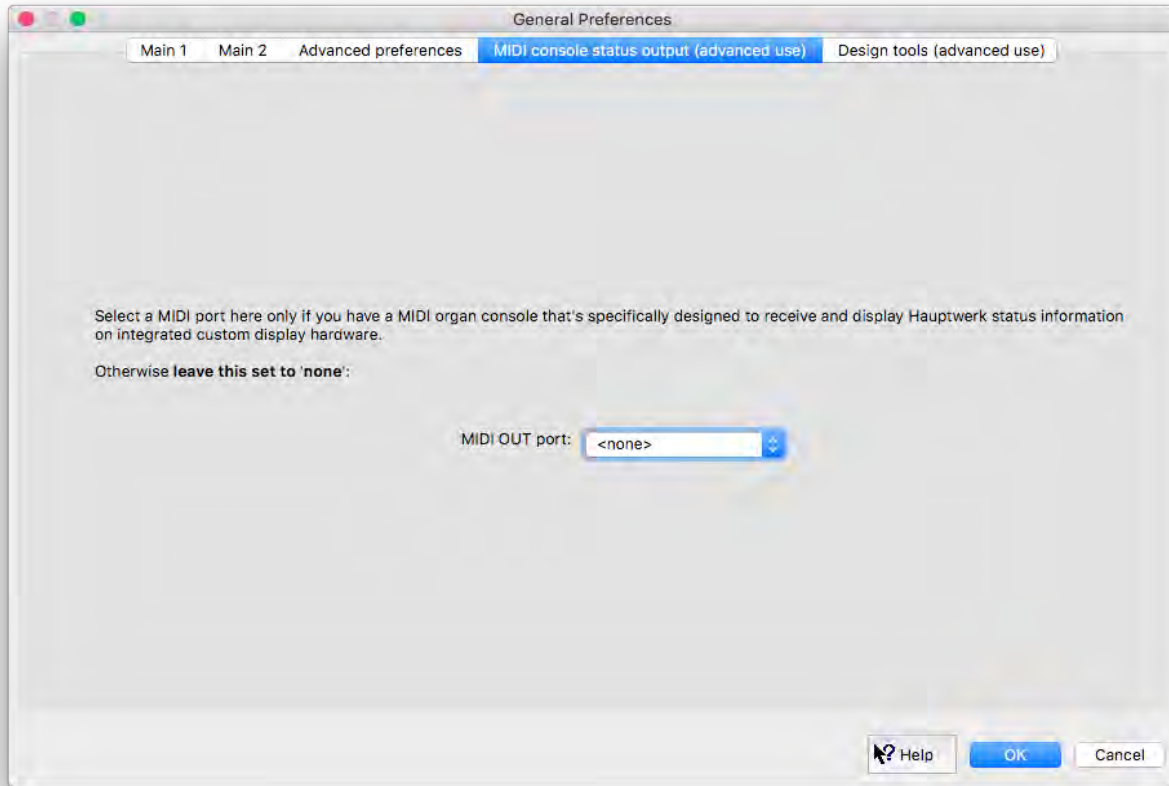 General Preferences
Main 1 Main 2 Advanced preferences MIDI console status output (advanced use) Design tools (advanced use)
Select a MIDI port here only if you have a MIDI organ console that's specifically designed to receive and display Hauptwerk status information
on integrated custom display hardware.
Otherwise leave this set to 'none':
MIDI OUT port: <none>
? Help OK Cancel